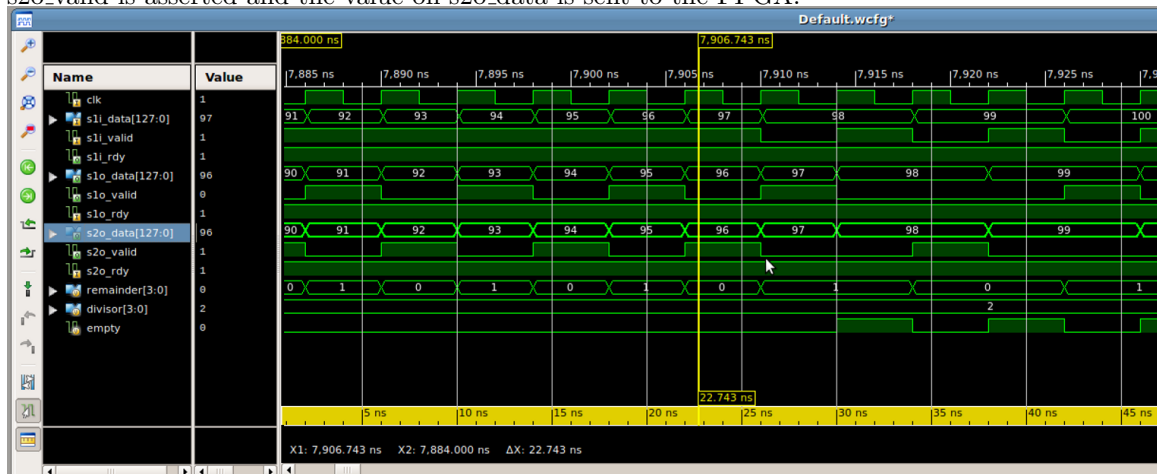 s2o_valid is asserted and the value on s2o_data is sent to the FPGA.
Default.wcfg*
884.000 ns 7,906.743 ns
Name Value 7,885 ns 7,890 ns 7,895 ns 7,900 ns 7,905 ns 7,910 ns 7,915 ns 7,920 ns 7,925 ns 7,9
clk 1
s1i_data[127:0] 97 91 92 93 94 95 96 97 98 99 100
s1i_valid 1
s1i_rdy 1
s1o_data[127:0] 96 90 91 92 93 94 95 96 97 98 99
s1o_valid 0
s1o_rdy 1
s2o_data[127:0] 96 90 91 92 93 94 95 96 97 98 99
s2o_valid 1
s2o_rdy 1
remainder[3:0] 0 0 1 0 1 0 1 0 1 0 1
divisor[3:0] 2 2
empty 0
22.743 ns
5 ns 10 ns 15 ns 20 ns 25 ns 30 ns 35 ns 40 ns 45 ns
X1: 7,906.743 ns X2: 7,884.000 ns ΔX: 22.743 ns